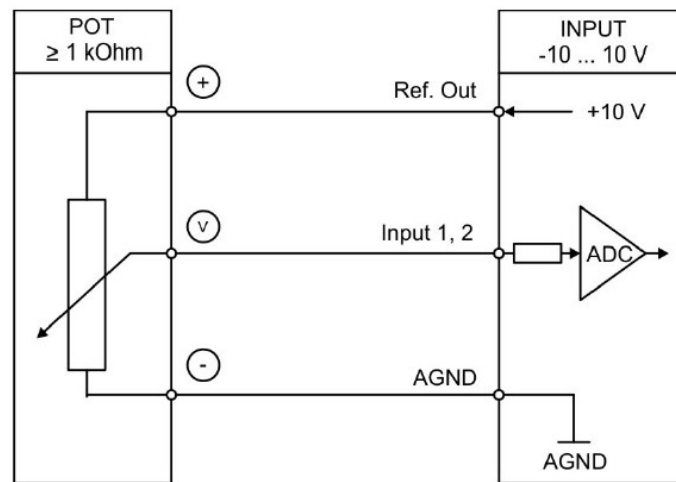 POT
≥ 1 kOhm
INPUT
-10 ... 10 V
+
Ref. Out
+10 V
V
Input 1, 2
ADC
-
AGND
AGND